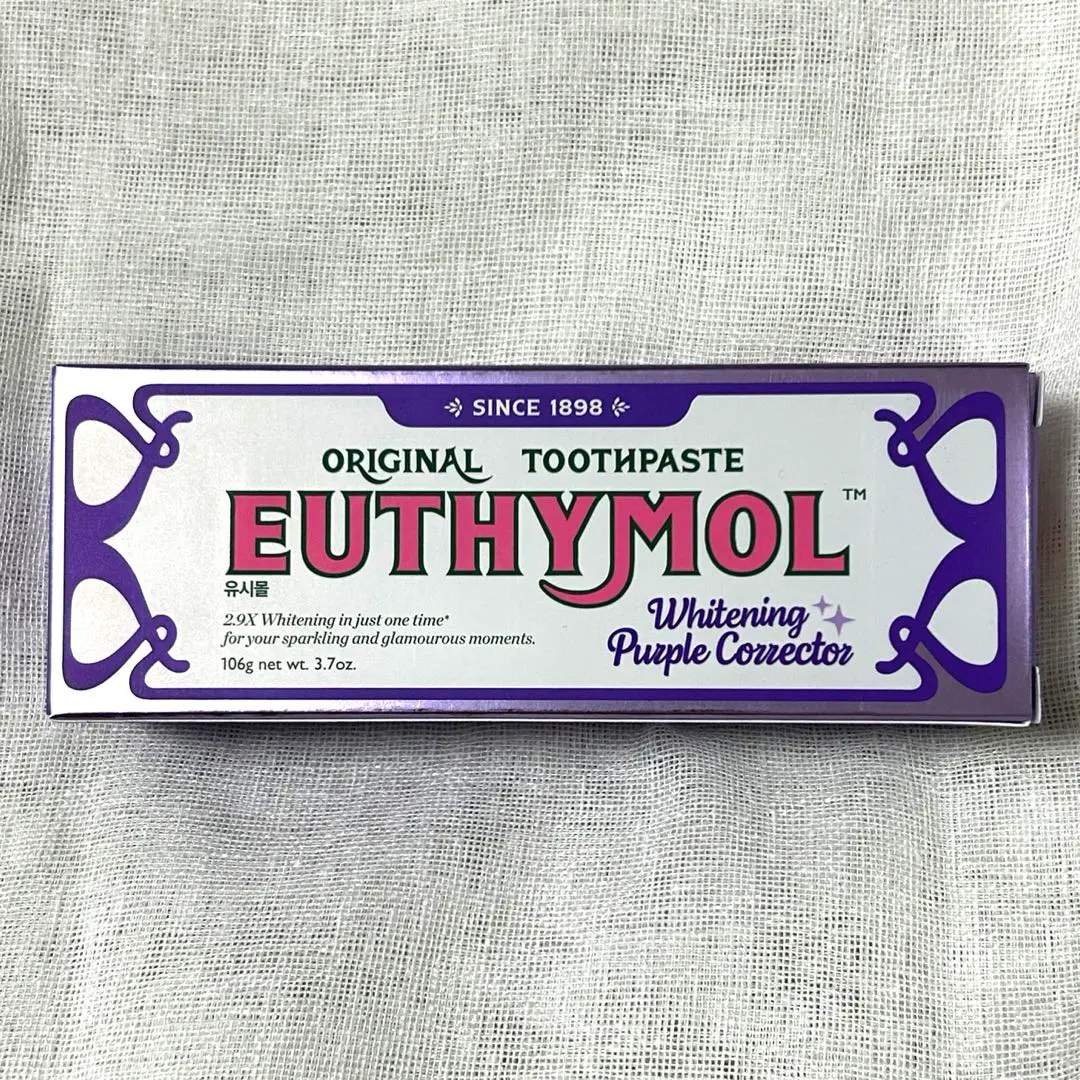 SINCE 1898
ORIGINAL TOOTHPASTE
EUTHYMOL™
유시몰
2.9X Whitening in just one time*
for your sparkling and glamourous moments.
106g net wt. 3.7oz.
Whitening
Purple Corrector